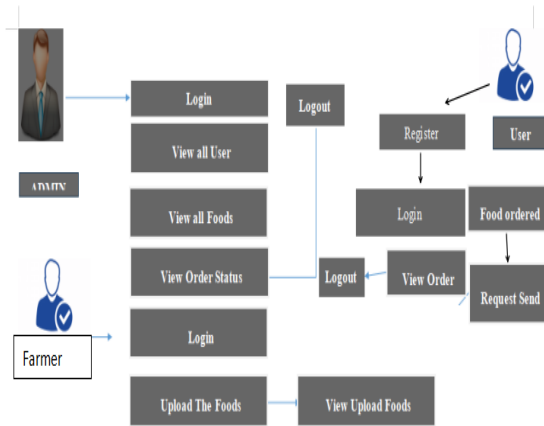 Login
Logout
View all User
Register
User
ADMIN
View all Foods
Login
Food ordered
View Order Status
Logout
View Order
Request Send
Login
Farmer
Upload The Foods
View Upload Foods